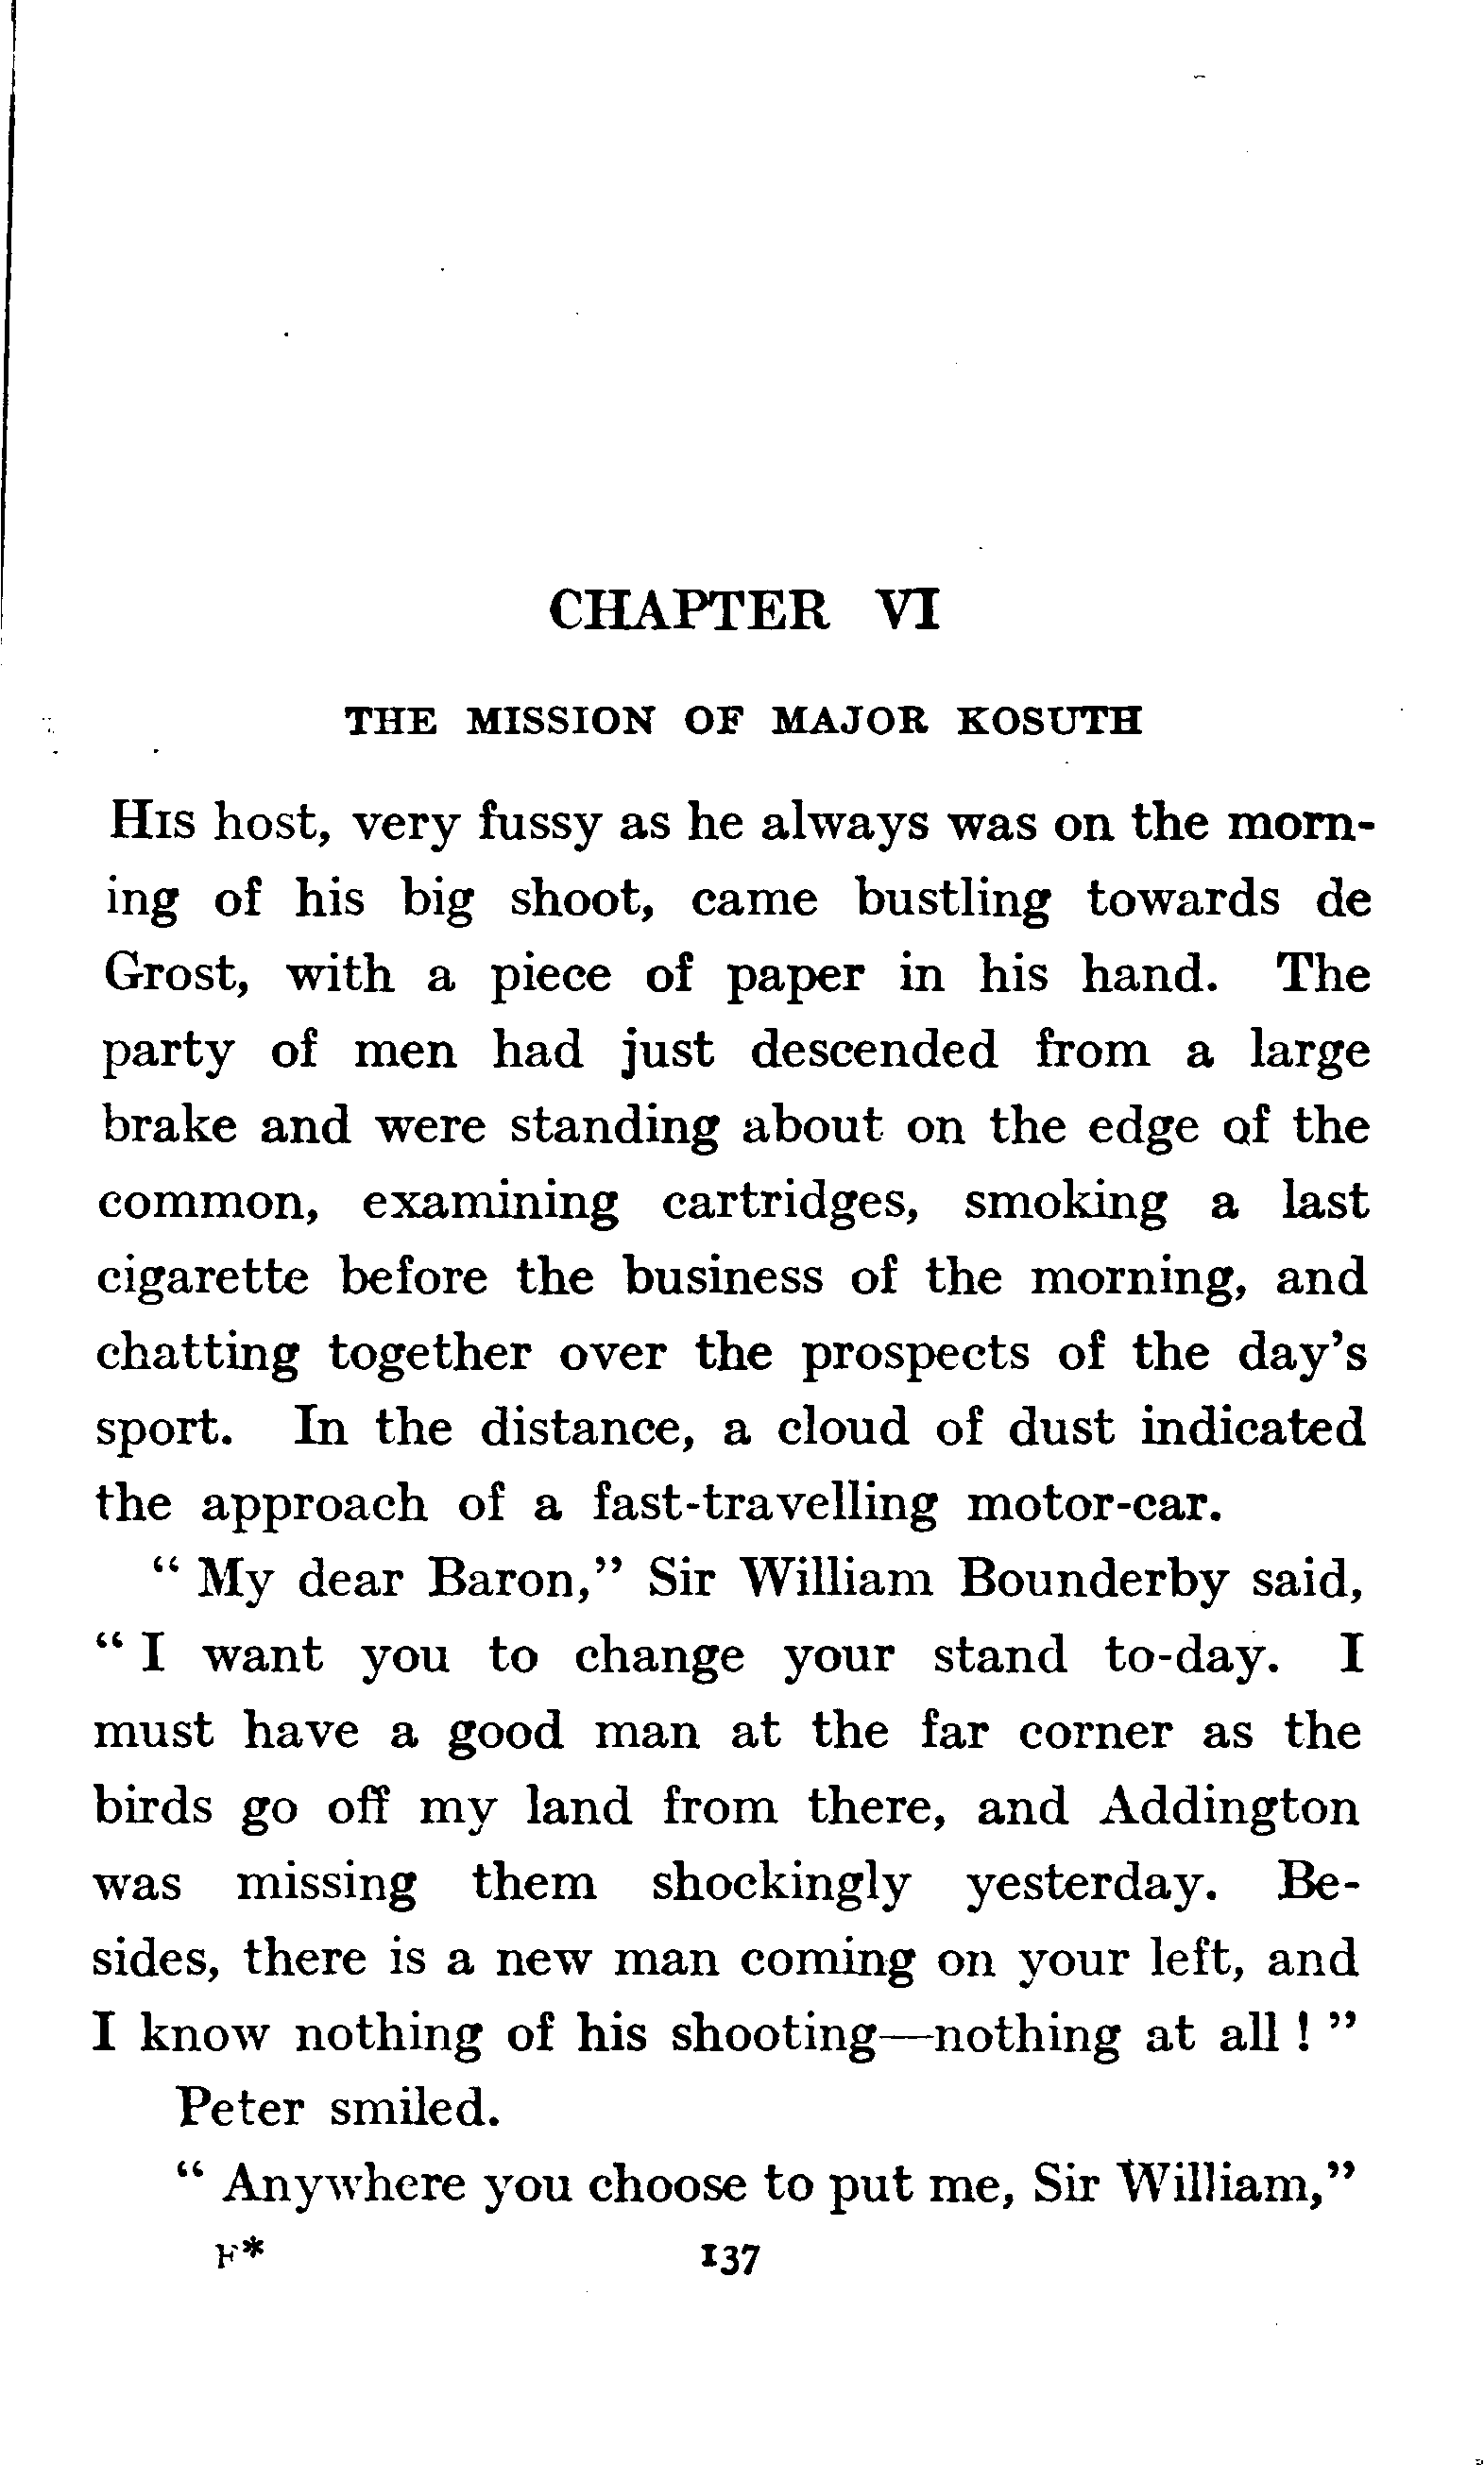 CHAPTER VI
THE MISSION OF MAJOR KOSUTH
HIS host, very fussy as he always was on the morn-
ing of his big shoot, came bustling towards de
Grost, with a piece of paper in his hand. The
party of men had just descended from a large
brake and were standing about on the edge of the
common, examining cartridges, smoking a last
cigarette before the business of the morning, and
chatting together over the prospects of the day's
sport. In the distance, a cloud of dust indicated
the approach of a fast-travelling motor-car.
" My dear Baron," Sir William Bounderby said,
" I want you to change your stand to-day. I
must have a good man at the far corner as the
birds go off my land from there, and Addington
was missing them shockingly yesterday. Be-
sides, there is a new man coming on your left, and
I know nothing of his shooting—nothing at all ! "
Peter smiled.
" Anywhere you choose to put me, Sir William,"
F* 137